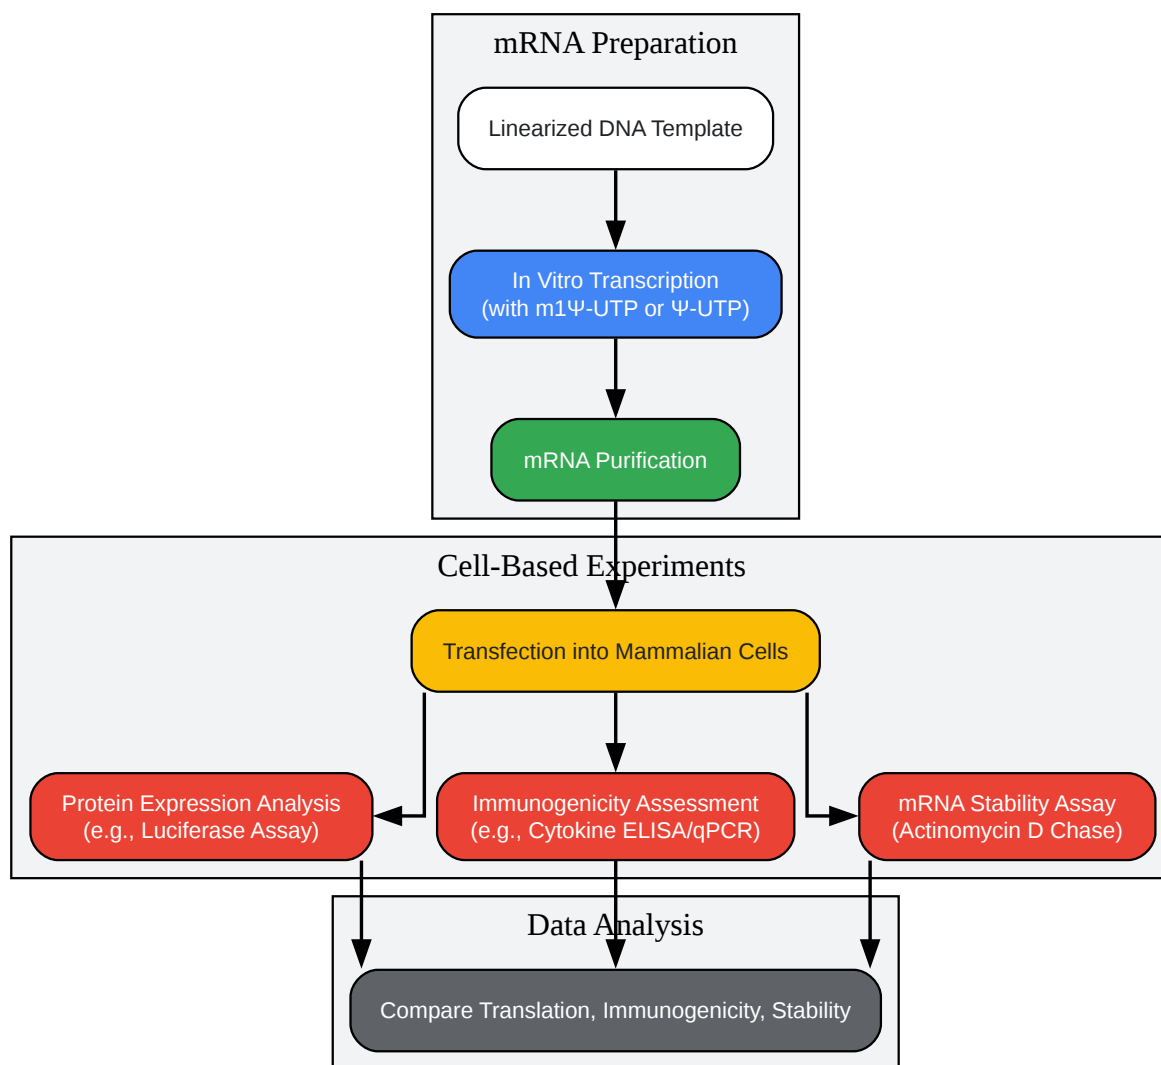 mRNA Preparation
Linearized DNA Template
In Vitro Transcription
(with m1Ψ-UTP or Ψ-UTP)
mRNA Purification
Cell-Based Experiments
Transfection into Mammalian Cells
Protein Expression Analysis
(e.g., Luciferase Assay)
Immunogenicity Assessment
(e.g., Cytokine ELISA/qPCR)
mRNA Stability Assay
(Actinomycin D Chase)
Data Analysis
Compare Translation, Immunogenicity, Stability